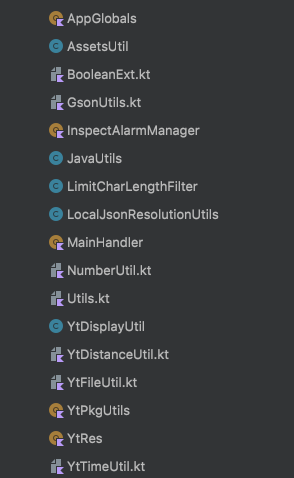 AppGlobals
AssetsUtil
BooleanExt.kt
GsonUtils.kt
InspectAlarmManager
JavaUtils
LimitCharLengthFilter
LocalJsonResolutionUtils
MainHandler
NumberUtil.kt
Utils.kt
YtDisplayUtil
YtDistanceUtil.kt
YtFileUtil.kt
YtPkgUtils
YtRes
YtTimeUtil.kt